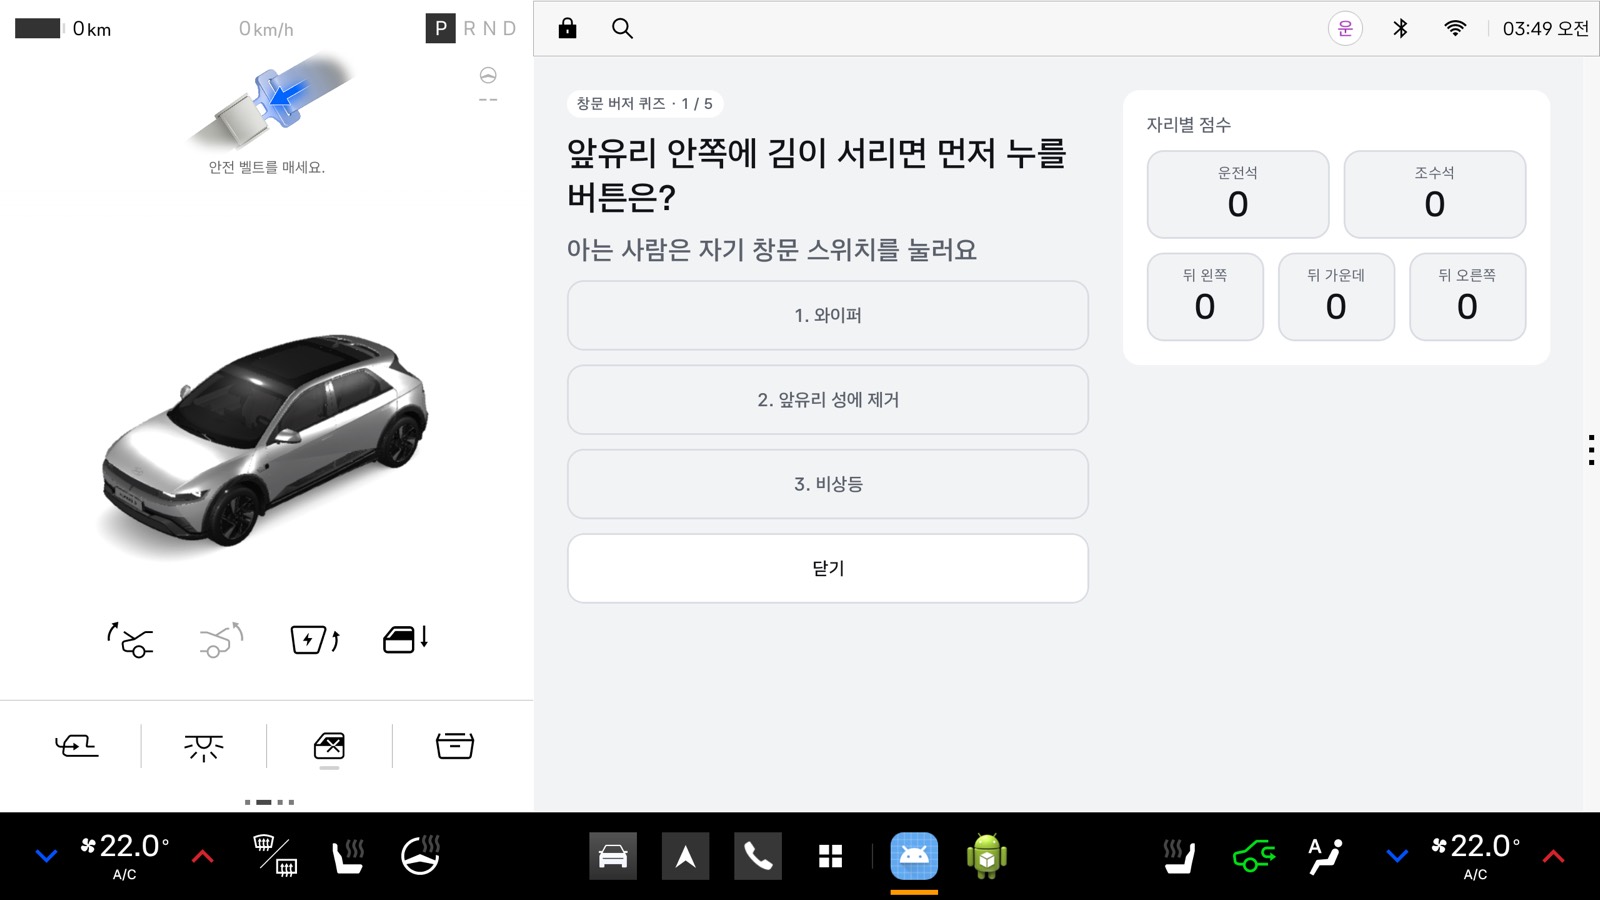 0 km
0 km/h
P R N D
운
03:49 오전
--
안전 벨트를 매세요.
창문 버저 퀴즈 · 1 / 5
앞유리 안쪽에 김이 서리면 먼저 누를
버튼은?
아는 사람은 자기 창문 스위치를 눌러요
1. 와이퍼
2. 앞유리 성에 제거
3. 비상등
닫기
자리별 점수
운전석
0
조수석
0
뒤 왼쪽
0
뒤 가운데
0
뒤 오른쪽
0
22.0°
A/C
A
22.0°
A/C